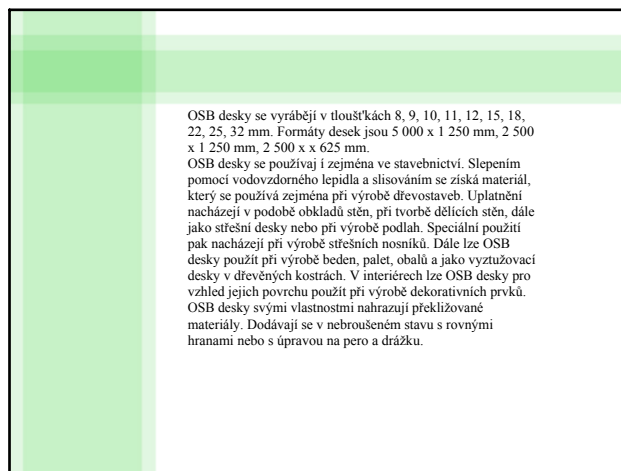 OSB desky se vyrábějí v tloušt'kách 8, 9, 10, 11, 12, 15, 18,
22, 25, 32 mm. Formáty desek jsou 5 000 x 1 250 mm, 2 500
x 1 250 mm, 2 500 x x 625 mm.
OSB desky se používaj í zejména ve stavebnictví. Slepením
pomocí vodovzdorného lepidla a slisováním se získá materiál,
který se používá zejména při výrobě dřevostaveb. Uplatnění
nacházejí v podobě obkladů stěn, při tvorbě dělících stěn, dále
jako střešní desky nebo při výrobě podlah. Speciální použití
pak nacházejí při výrobě střešních nosníků. Dále lze OSB
desky použít při výrobě beden, palet, obalů a jako vyztužovací
desky v dřevěných kostrách. V interiérech lze OSB desky pro
vzhled jejich povrchu použít při výrobě dekorativních prvků.
OSB desky svými vlastnostmi nahrazují překližované
materiály. Dodávají se v nebroušeném stavu s rovnými
hranami nebo s úpravou na pero a drážku.